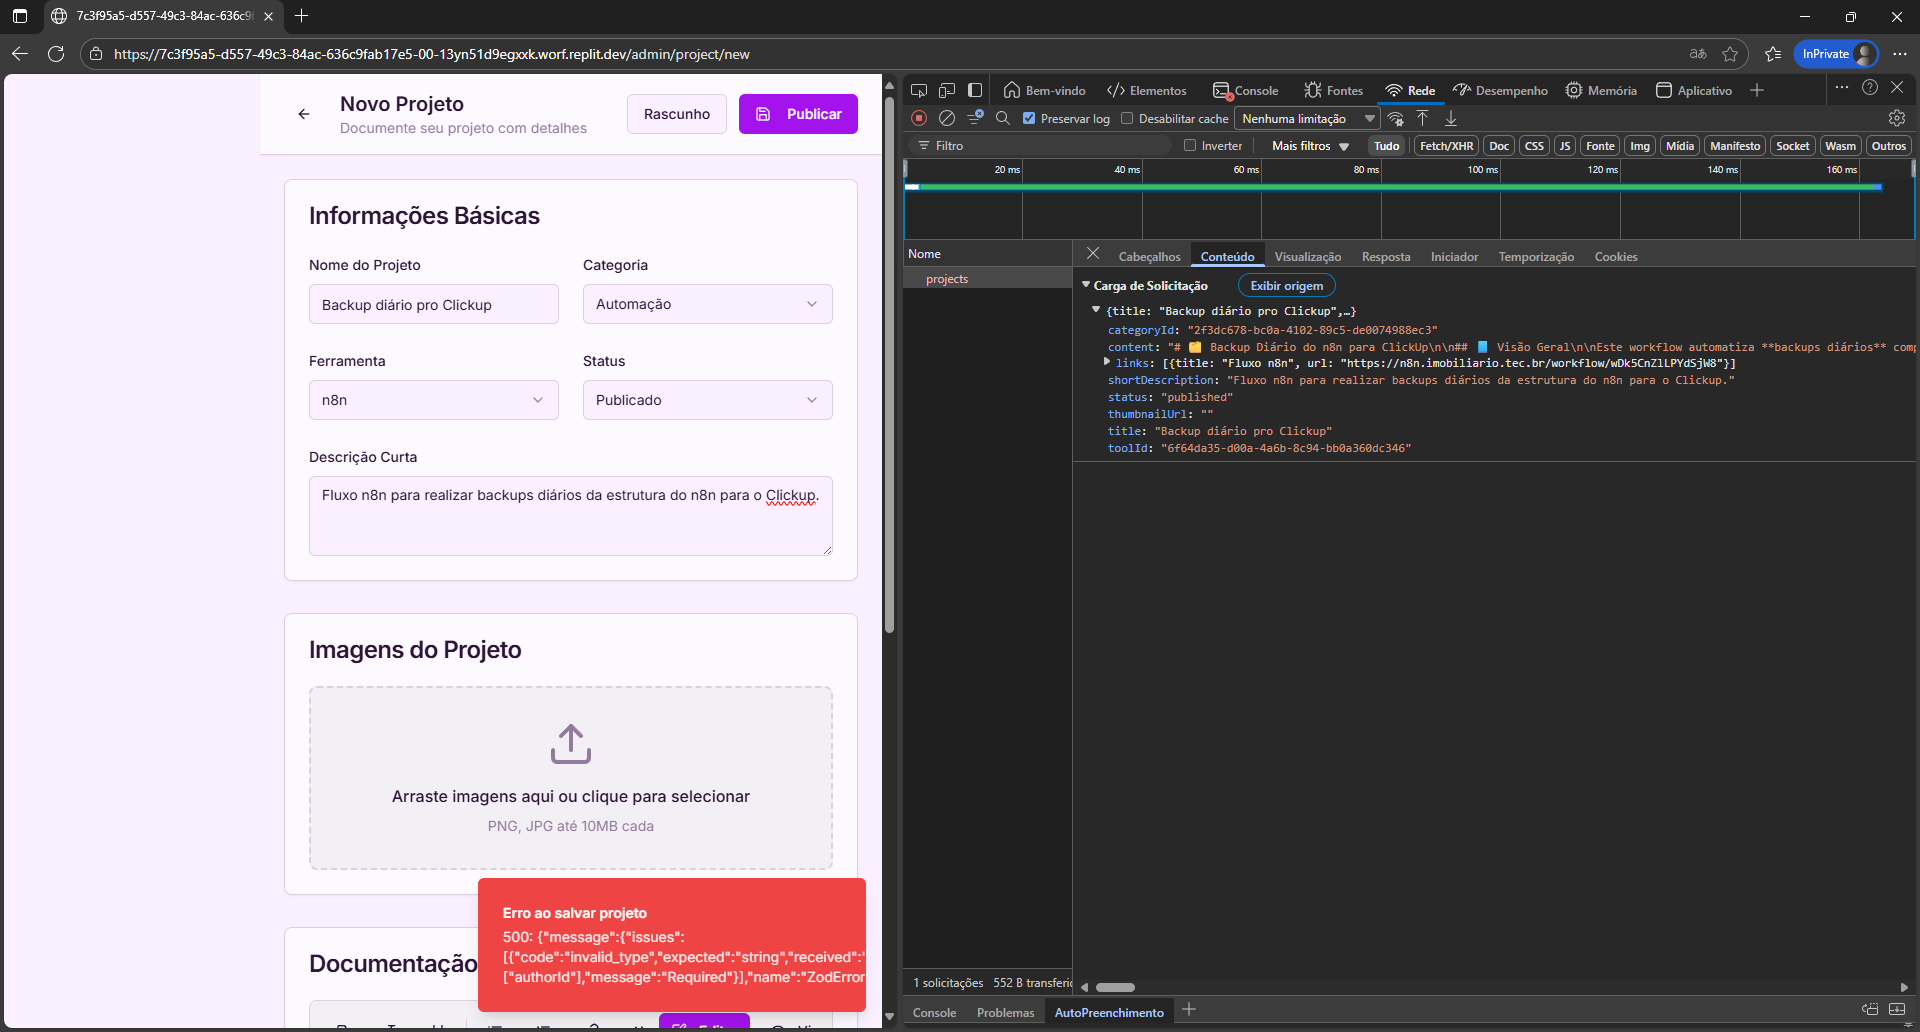 7c3f95a5-d557-49c3-84ac-636c9f
https://7c3f95a5-d557-49c3-84ac-636c9fab17e5-00-13yn51d9egxxk.worf.replit.dev/admin/project/new
InPrivate
Novo Projeto
Documente seu projeto com detalhes
Rascunho
Publicar
Informações Básicas
Nome do Projeto
Categoria
Backup diário pro Clickup
Automação
Ferramenta
Status
n8n
Publicado
Descrição Curta
Fluxo n8n para realizar backups diários da estrutura do n8n para o Clickup.
Imagens do Projeto
Arraste imagens aqui ou clique para selecionar
PNG, JPG até 10MB cada
Documentação
Erro ao salvar projeto
500: {"message":{"issues":
[{"code":"invalid_type","expected":"string","received":"
["authorId"],"message":"Required"}],"name":"ZodError
Bem-vindo
Elementos
Console
Fontes
Rede
Desempenho
Memória
Aplicativo
Preservar log
Desabilitar cache
Nenhuma limitação
Filtro
Inverter
Mais filtros
Tudo
Fetch/XHR
Doc
CSS
JS
Fonte
Img
Mídia
Manifesto
Socket
Wasm
Outros
20 ms
40 ms
60 ms
80 ms
100 ms
120 ms
140 ms
160 ms
Nome
projects
Cabeçalhos
Conteúdo
Visualização
Resposta
Iniciador
Temporização
Cookies
Carga de Solicitação
Exibir origem
{title: "Backup diário pro Clickup",…}
categoryId: "2f3dc678-bc0a-4102-89c5-de0074988ec3"
content: "# 🗂️ Backup Diário do n8n para ClickUp\n\n## 📘 Visão Geral\n\nEste workflow automatiza **backups diários** comp
links: [{title: "Fluxo n8n", url: "https://n8n.imobiliario.tec.br/workflow/wDk5CnZlLPYdSjW8"}]
shortDescription: "Fluxo n8n para realizar backups diários da estrutura do n8n para o Clickup."
status: "published"
thumbnailUrl: ""
title: "Backup diário pro Clickup"
toolId: "6f64da35-d00a-4a6b-8c94-bb0a360dc346"
1 solicitações
552 B transferid
Console
Problemas
AutoPreenchimento